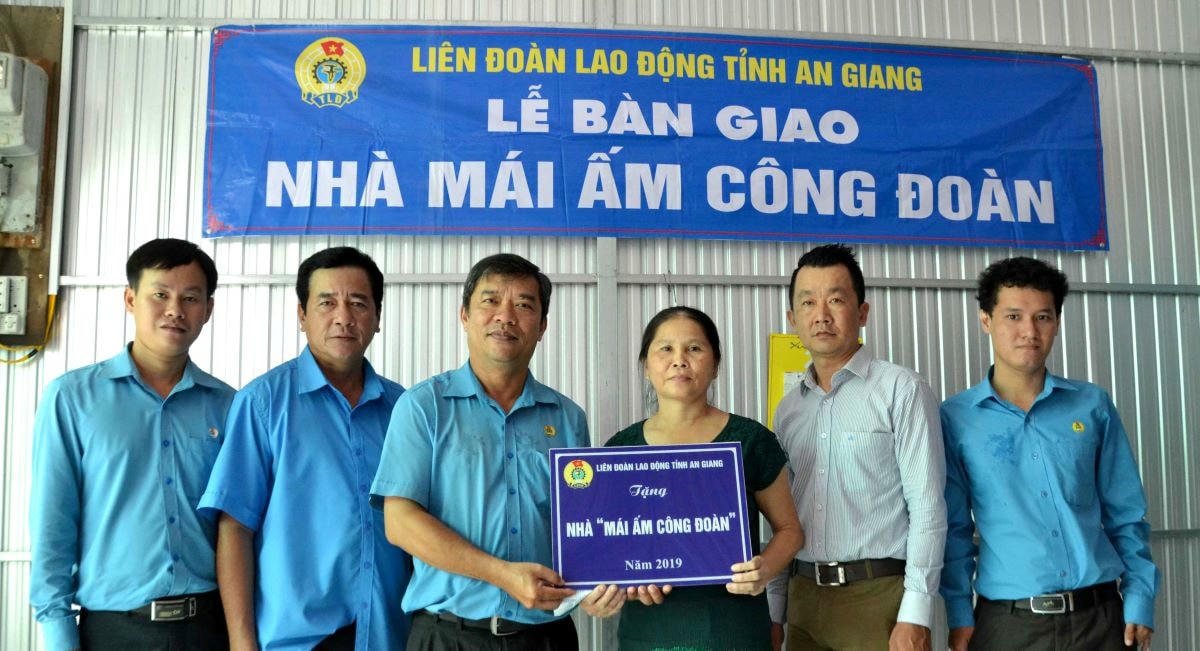 LIÊN ĐOÀN LAO ĐỘNG TỈNH AN GIANG
TLĐ
LỄ BÀN GIAO
NHÀ MÁI ẤM CÔNG ĐOÀN
LIÊN ĐOÀN LAO ĐỘNG TỈNH AN GIANG
Tặng
NHÀ “MÁI ẤM CÔNG ĐOÀN”
Năm 2019